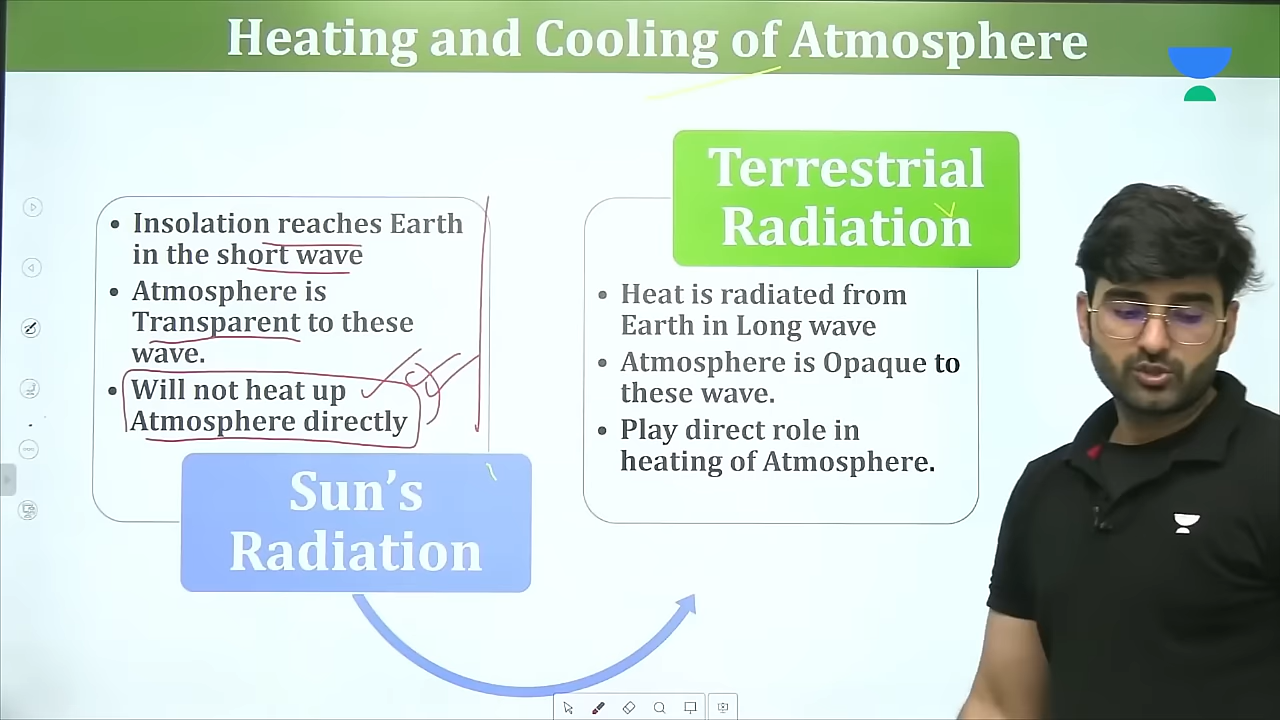 Heating and Cooling of Atmosphere
• Insolation reaches Earth
in the short wave
• Atmosphere is
Transparent to these
wave.
• Will not heat up
Atmosphere directly
Sun's
Radiation
Terrestrial
Radiation
• Heat is radiated from
Earth in Long wave
• Atmosphere is Opaque to
these wave.
• Play direct role in
heating of Atmosphere.